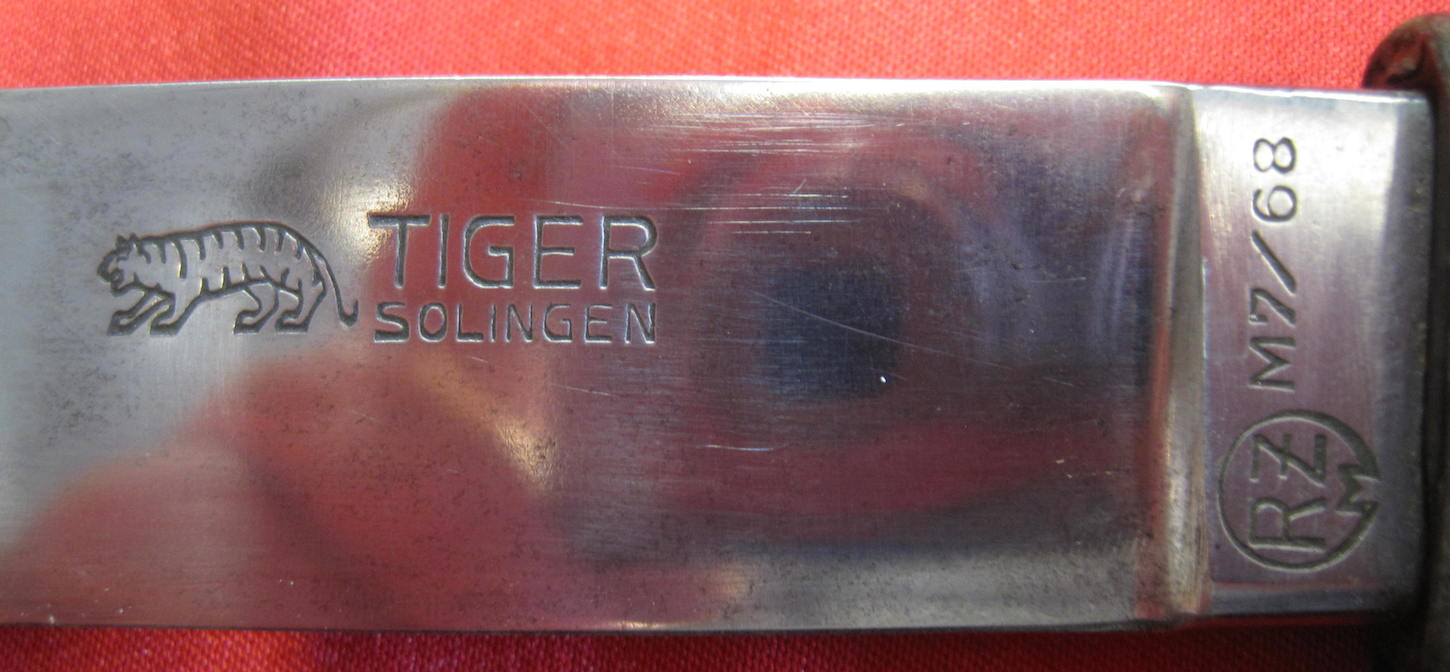 TIGER
SOLINGEN
RZM
M7/68